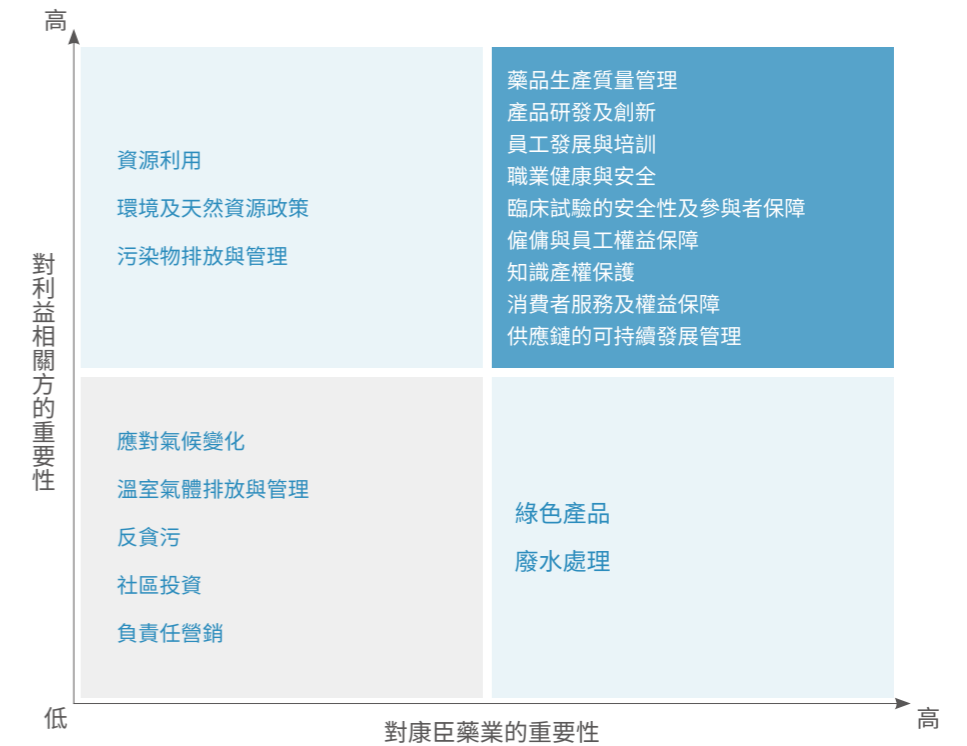 高
資源利用
環境及天然資源政策
污染物排放與管理
藥品生產質量管理
產品研發及創新
員工發展與培訓
職業健康與安全
臨床試驗的安全性及參與者保障
僱傭與員工權益保障
知識產權保護
消費者服務及權益保障
供應鏈的可持續發展管理
對利益相關方的重要性
應對氣候變化
溫室氣體排放與管理
反貪污
社區投資
負責任營銷
綠色產品
廢水處理
低
對康臣藥業的重要性
高